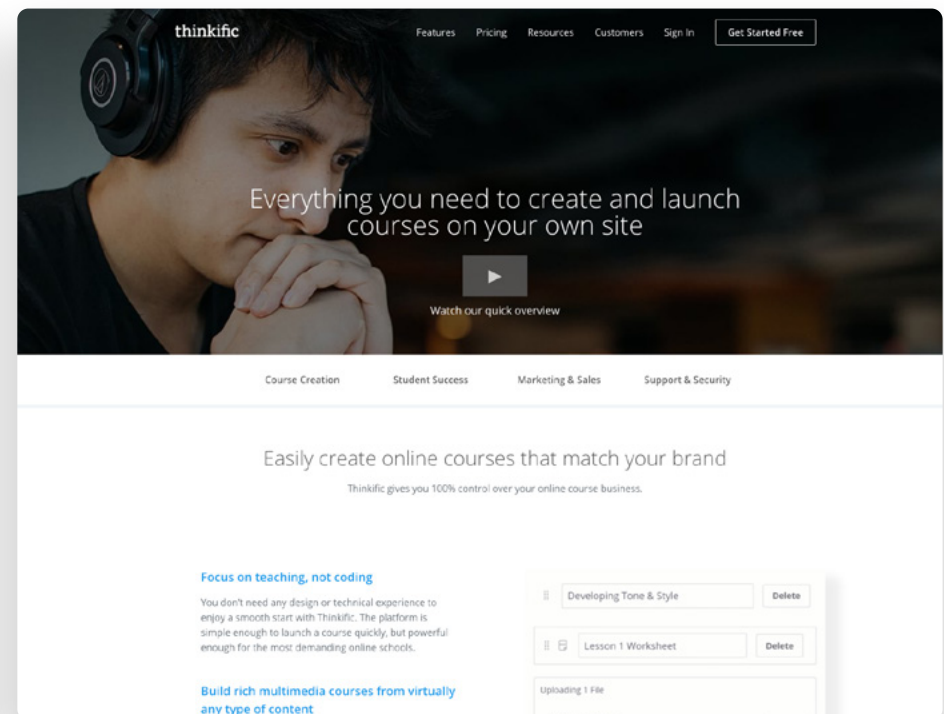 thinkific
Features Pricing Resources Customers Sign In Get Started Free
Everything you need to create and launch
courses on your own site
Watch our quick overview
Course Creation Student Success Marketing & Sales Support & Security
Easily create online courses that match your brand
Thinkific gives you 100% control over your online course business.
Focus on teaching, not coding
You don't need any design or technical experience to
enjoy a smooth start with Thinkific. The platform is
simple enough to launch a course quickly, but powerful
enough for the most demanding online schools.
Build rich multimedia courses from virtually
any type of content
Developing Tone & Style Delete
Lesson 1 Worksheet Delete
Uploading 1 File